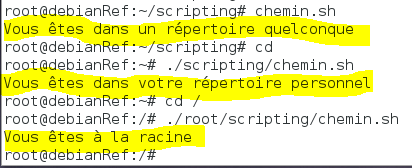 root@debianRef:~/scripting# chemin.sh
Vous êtes dans un répertoire quelconque
root@debianRef:~/scripting# cd
root@debianRef:~# ./scripting/chemin.sh
Vous êtes dans votre répertoire personnel
root@debianRef:~# cd /
root@debianRef:/# ./root/scripting/chemin.sh
Vous êtes à la racine
root@debianRef:/#